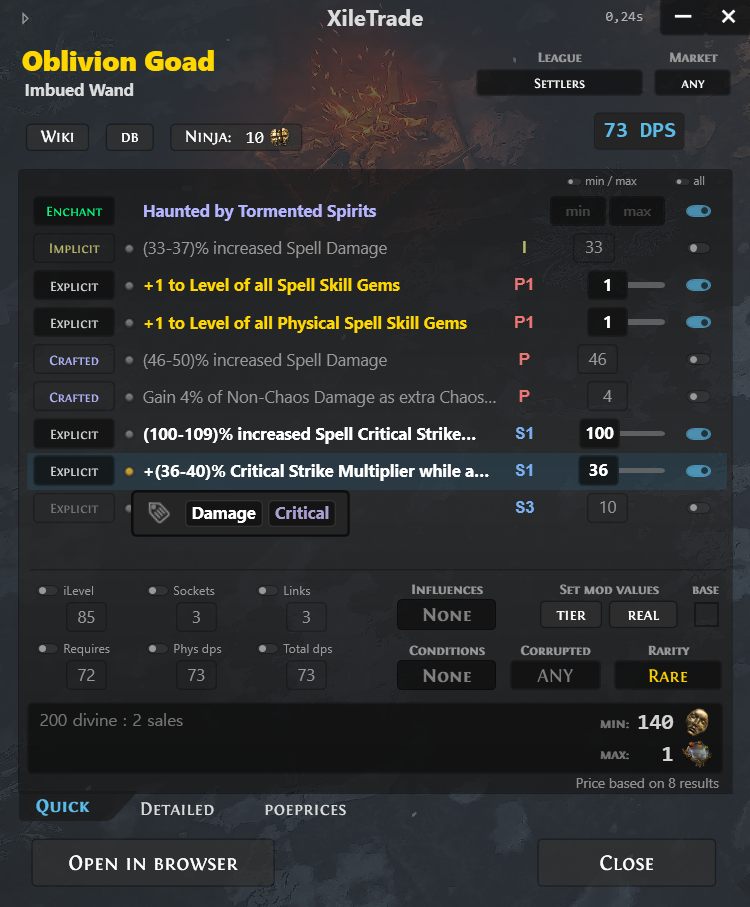 XileTrade
0,24s
Oblivion Goad
Imbued Wand
League
Market
Settlers
any
Wiki
db
Ninja: 10
73 DPS
min / max
all
Enchant Haunted by Tormented Spirits min max
Implicit (33-37)% increased Spell Damage I 33
Explicit +1 to Level of all Spell Skill Gems P1 1
Explicit +1 to Level of all Physical Spell Skill Gems P1 1
Crafted (46-50)% increased Spell Damage P 46
Crafted Gain 4% of Non-Chaos Damage as extra Chaos... P 4
Explicit (100-109)% increased Spell Critical Strike... S1 100
Explicit +(36-40)% Critical Strike Multiplier while a... S1 36
Explicit S3 10
Damage Critical
iLevel Sockets Links Influences Set mod values base
85 3 3 None tier real
Requires Phys dps Total dps Conditions Corrupted Rarity
72 73 73 None ANY Rare
200 divine : 2 sales
min: 140
max: 1
Price based on 8 results
Quick Detailed poeprices
Open in browser Close